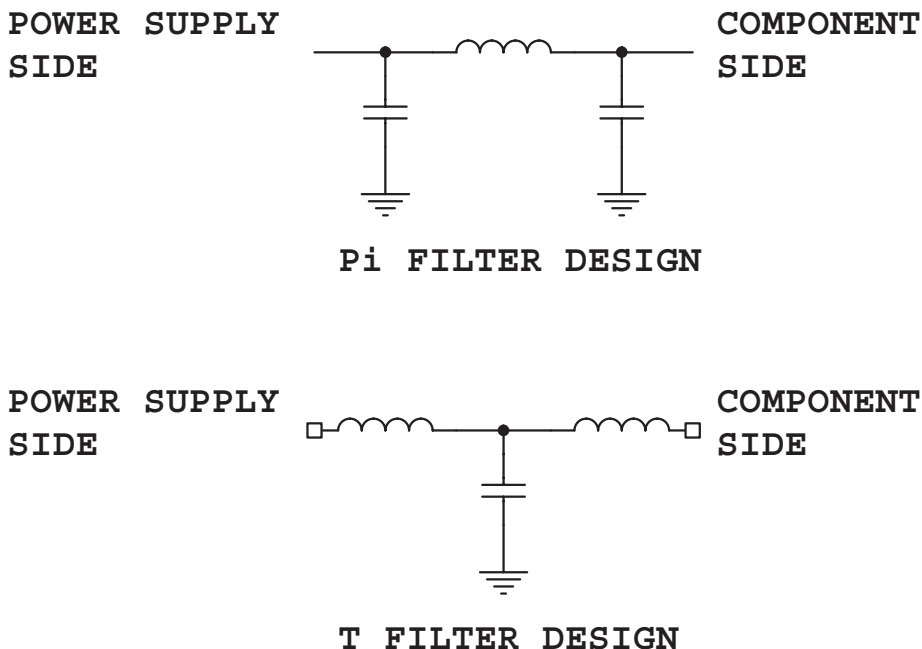 POWER SUPPLY
SIDE
COMPONENT
SIDE
Pi FILTER DESIGN
POWER SUPPLY
SIDE
COMPONENT
SIDE
T FILTER DESIGN